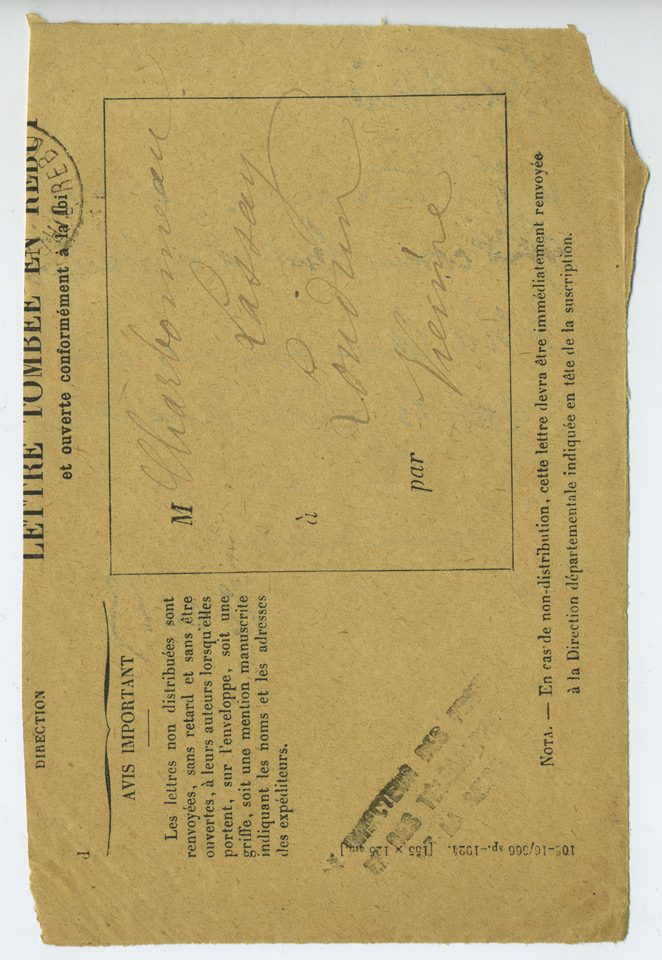 LETTRE TOMBÉE EN REBUT
et ouverte conformément à la loi
DIRECTION
AVIS IMPORTANT
Les lettres non distribuées sont
renvoyées, sans retard et sans être
ouvertes, à leurs auteurs lorsqu'elles
portent, sur l'enveloppe, soit une
griffe, soit une mention manuscrite
indiquant les noms et les adresses
des expéditeurs.
M Charbonneau
Lassay
à Loudun
par Vienne
DES
NOTA. — En cas de non-distribution, cette lettre devra être immédiatement renvoyée
à la Direction départementale indiquée en tête de la suscription.